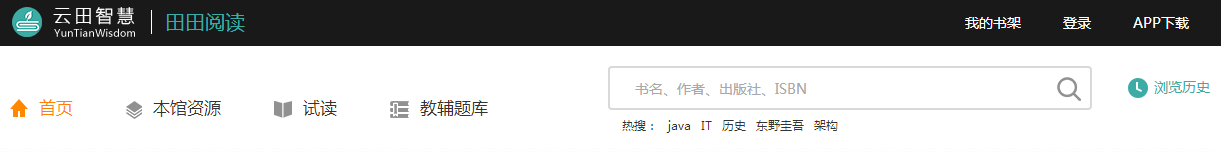 云田智慧
YunTianWisdom
田田阅读
我的书架 登录 APP下载
首页 本馆资源 试读 教辅题库
书名、作者、出版社、ISBN
浏览历史
热搜： java IT 历史 东野圭吾 架构